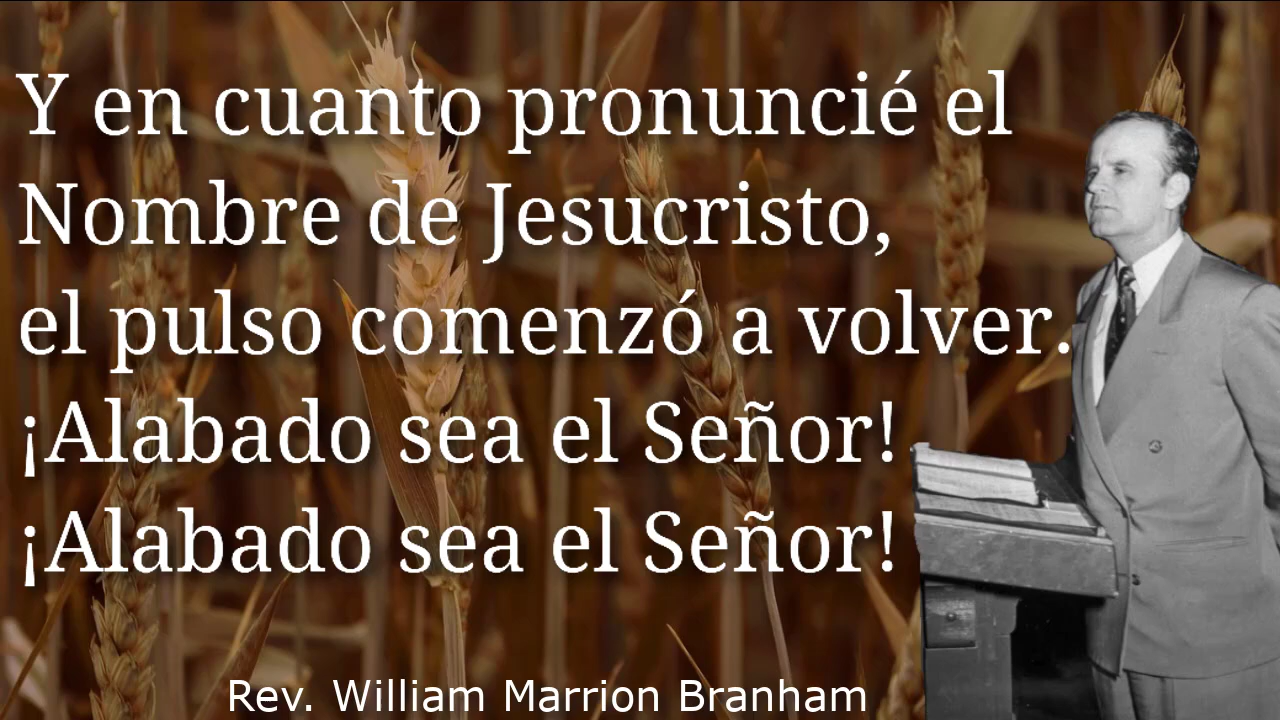 Y en cuanto pronuncié el
Nombre de Jesucristo,
el pulso comenzó a volver.
¡Alabado sea el Señor!
¡Alabado sea el Señor!
Rev. William Marrion Branham